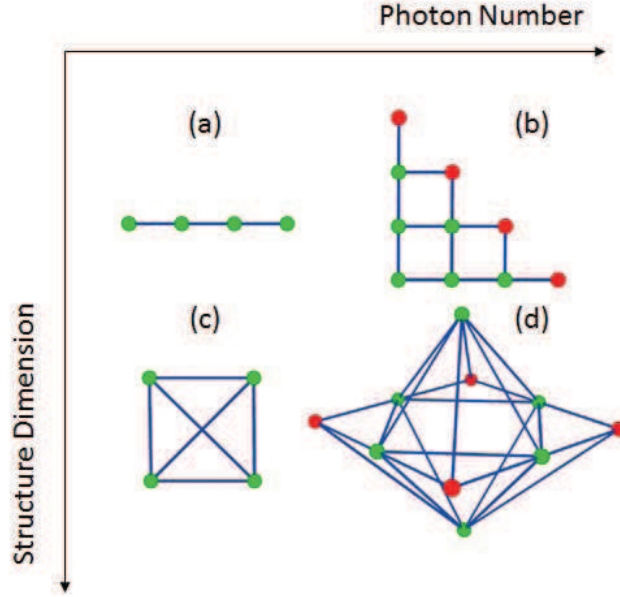 Photon Number
(a)
(b)
(c)
(d)
Structure Dimension